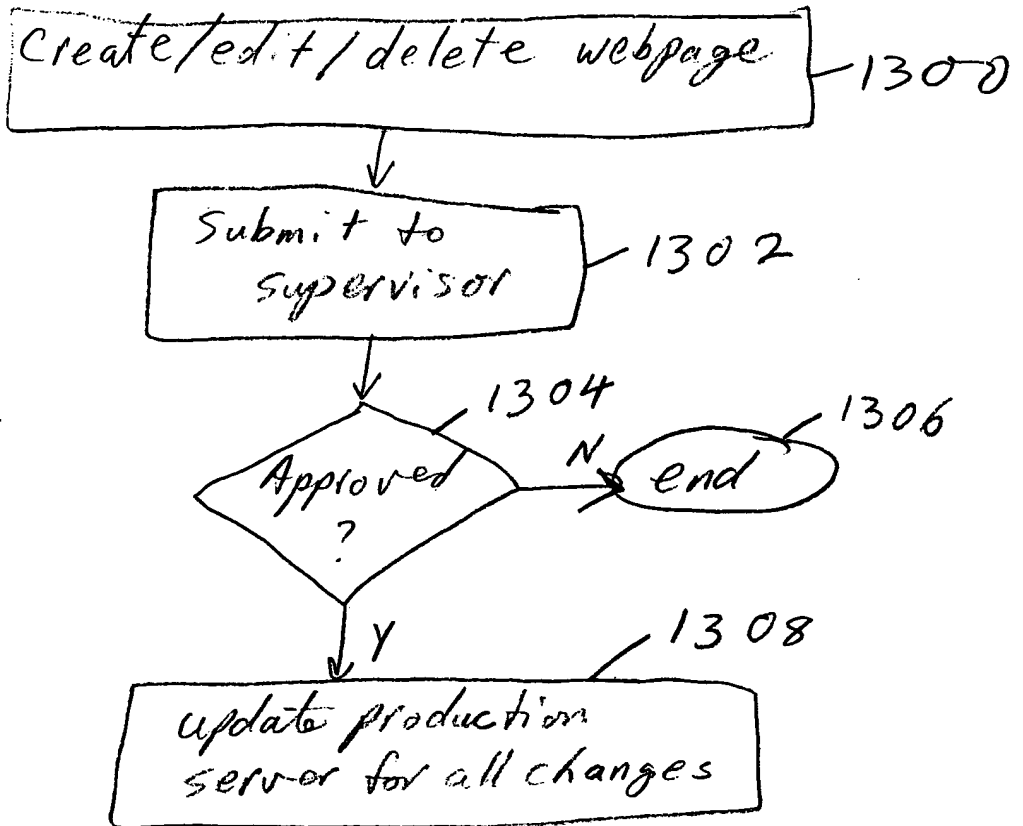 Create/edit/delete webpage
1300
Submit to
supervisor
1302
1304
Approved
?
N
end
1306
Y
1308
update production
server for all changes